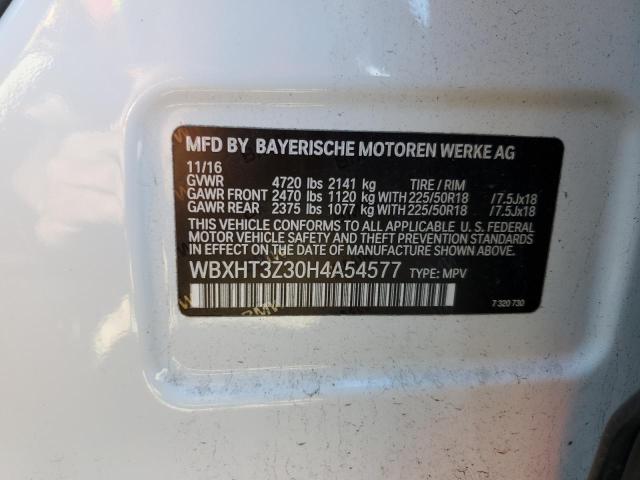 MFD BY BAYERISCHE MOTOREN WERKE AG
11/16
GVWR 4720 lbs 2141 kg TIRE / RIM
GAWR FRONT 2470 lbs 1120 kg WITH 225/50R18 /7.5Jx18
GAWR REAR 2375 lbs 1077 kg WITH 225/50R18 /7.5Jx18
THIS VEHICLE CONFORMS TO ALL APPLICABLE U. S. FEDERAL
MOTOR VEHICLE SAFETY, BUMPER, AND THEFT PREVENTION STANDARDS
IN EFFECT ON THE DATE OF MANUFACTURE SHOWN ABOVE.
WBXHT3Z30H4A54577 TYPE: MPV
7 320 730